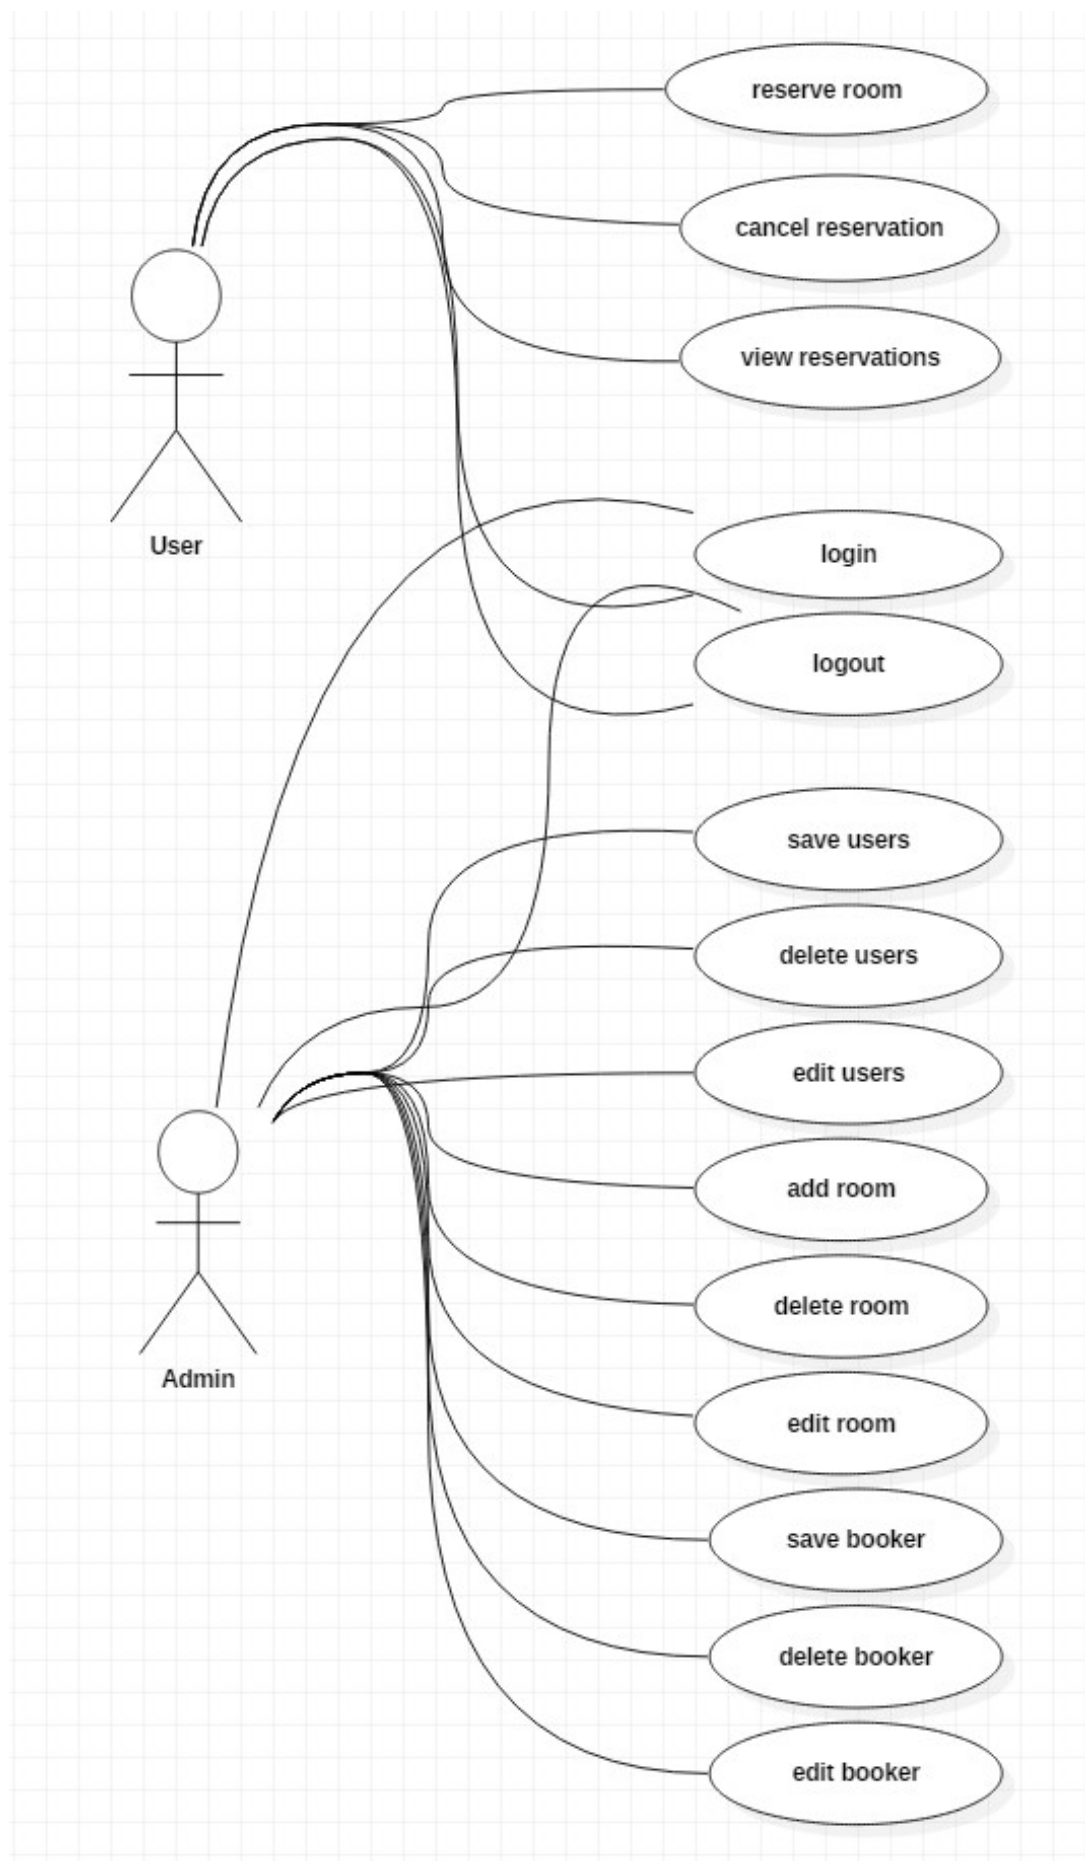 reserve room
cancel reservation
view reservations
User
login
logout
save users
delete users
edit users
add room
delete room
Admin
edit room
save booker
delete booker
edit booker